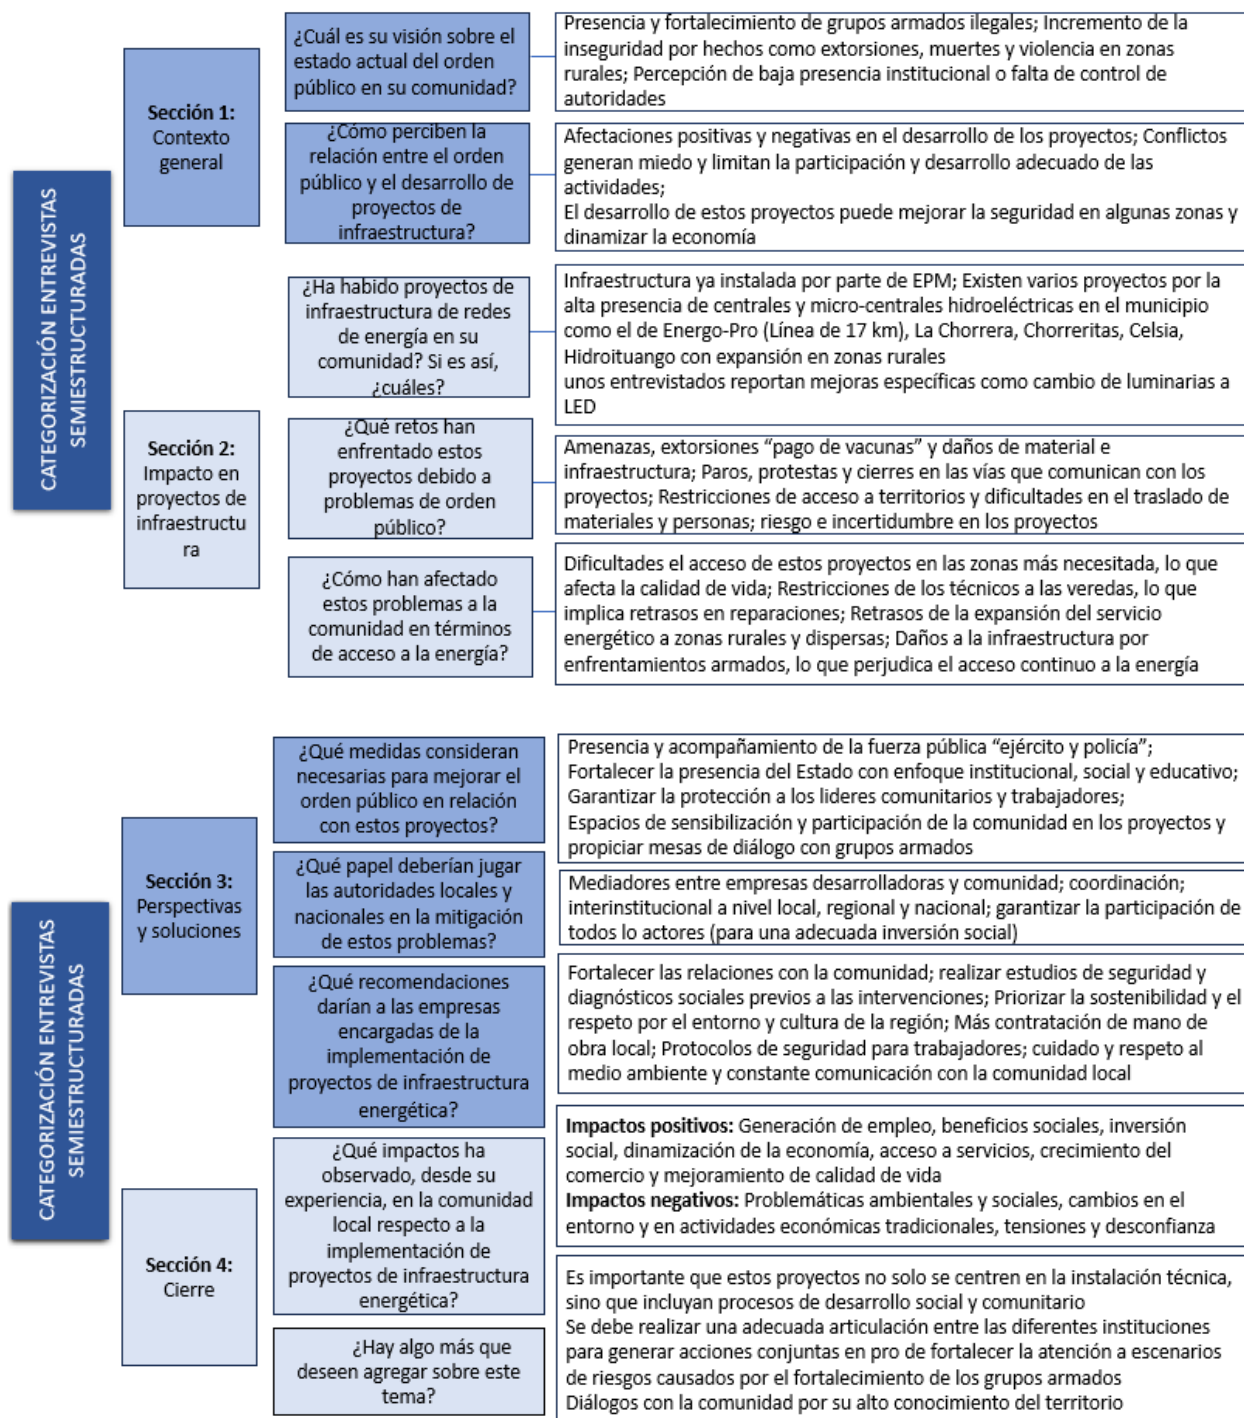 CATEGORIZACIÓN ENTREVISTAS
SEMIESTRUCTURADAS
Sección 1:
Contexto
general
¿Cuál es su visión sobre el
estado actual del orden
público en su comunidad?
Presencia y fortalecimiento de grupos armados ilegales; Incremento de la
inseguridad por hechos como extorsiones, muertes y violencia en zonas
rurales; Percepción de baja presencia institucional o falta de control de
autoridades
¿Cómo perciben la
relación entre el orden
público y el desarrollo de
proyectos de
infraestructura?
Afectaciones positivas y negativas en el desarrollo de los proyectos; Conflictos
generan miedo y limitan la participación y desarrollo adecuado de las
actividades;
El desarrollo de estos proyectos puede mejorar la seguridad en algunas zonas y
dinamizar la economía
Sección 2:
Impacto en
proyectos de
infraestructu
ra
¿Ha habido proyectos de
infraestructura de redes
de energía en su
comunidad? Si es así,
¿cuáles?
Infraestructura ya instalada por parte de EPM; Existen varios proyectos por la
alta presencia de centrales y micro-centrales hidroeléctricas en el municipio
como el de Energo-Pro (Línea de 17 km), La Chorrera, Chorreritas, Celsia,
Hidroituango con expansión en zonas rurales
unos entrevistados reportan mejoras específicas como cambio de luminarias a
LED
¿Qué retos han
enfrentado estos
proyectos debido a
problemas de orden
público?
Amenazas, extorsiones “pago de vacunas” y daños de material e
infraestructura; Paros, protestas y cierres en las vías que comunican con los
proyectos; Restricciones de acceso a territorios y dificultades en el traslado de
materiales y personas; riesgo e incertidumbre en los proyectos
¿Cómo han afectado
estos problemas a la
comunidad en términos
de acceso a la energía?
Dificultades el acceso de estos proyectos en las zonas más necesitada, lo que
afecta la calidad de vida; Restricciones de los técnicos a las veredas, lo que
implica retrasos en reparaciones; Retrasos de la expansión del servicio
energético a zonas rurales y dispersas; Daños a la infraestructura por
enfrentamientos armados, lo que perjudica el acceso continuo a la energía
CATEGORIZACIÓN ENTREVISTAS
SEMIESTRUCTURADAS
Sección 3:
Perspectivas
y soluciones
¿Qué medidas consideran
necesarias para mejorar el
orden público en relación
con estos proyectos?
Presencia y acompañamiento de la fuerza pública “ejército y policía”;
Fortalecer la presencia del Estado con enfoque institucional, social y educativo;
Garantizar la protección a los lideres comunitarios y trabajadores;
Espacios de sensibilización y participación de la comunidad en los proyectos y
propiciar mesas de diálogo con grupos armados
¿Qué papel deberían jugar
las autoridades locales y
nacionales en la mitigación
de estos problemas?
Mediadores entre empresas desarrolladoras y comunidad; coordinación;
interinstitucional a nivel local, regional y nacional; garantizar la participación de
todos lo actores (para una adecuada inversión social)
¿Qué recomendaciones
darían a las empresas
encargadas de la
implementación de
proyectos de infraestructura
energética?
Fortalecer las relaciones con la comunidad; realizar estudios de seguridad y
diagnósticos sociales previos a las intervenciones; Priorizar la sostenibilidad y el
respeto por el entorno y cultura de la región; Más contratación de mano de
obra local; Protocolos de seguridad para trabajadores; cuidado y respeto al
medio ambiente y constante comunicación con la comunidad local
Sección 4:
Cierre
¿Qué impactos ha
observado, desde su
experiencia, en la comunidad
local respecto a la
implementación de
proyectos de infraestructura
energética?
Impactos positivos: Generación de empleo, beneficios sociales, inversión
social, dinamización de la economía, acceso a servicios, crecimiento del
comercio y mejoramiento de calidad de vida
Impactos negativos: Problemáticas ambientales y sociales, cambios en el
entorno y en actividades económicas tradicionales, tensiones y desconfianza
¿Hay algo más que
deseen agregar sobre este
tema?
Es importante que estos proyectos no solo se centren en la instalación técnica,
sino que incluyan procesos de desarrollo social y comunitario
Se debe realizar una adecuada articulación entre las diferentes instituciones
para generar acciones conjuntas en pro de fortalecer la atención a escenarios
de riesgos causados por el fortalecimiento de los grupos armados
Diálogos con la comunidad por su alto conocimiento del territorio